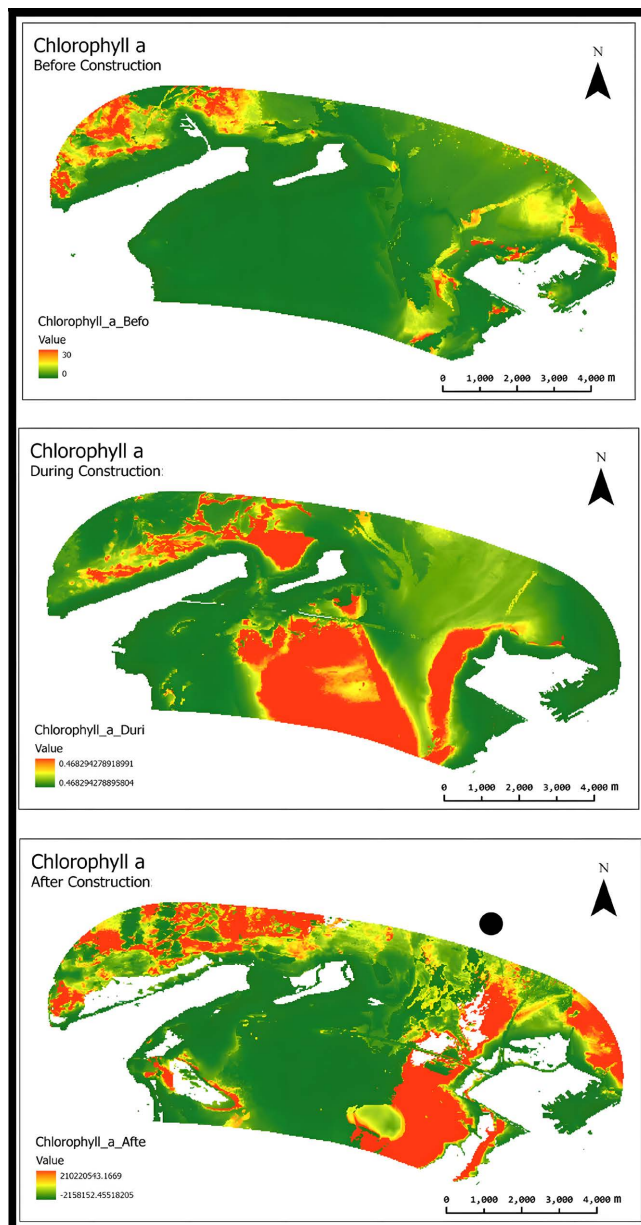 Chlorophyll a
Before Construction
N
Chlorophyll_a_Befo
Value
30
0
0 1,000 2,000 3,000 4,000 m
Chlorophyll a
During Construction:
N
Chlorophyll_a_Duri
Value
0.468294278918991
0.468294278895804
0 1,000 2,000 3,000 4,000 m
Chlorophyll a
After Construction:
N
Chlorophyll_a_Afte
Value
210220543.1669
-2158152.45518205
0 1,000 2,000 3,000 4,000 m